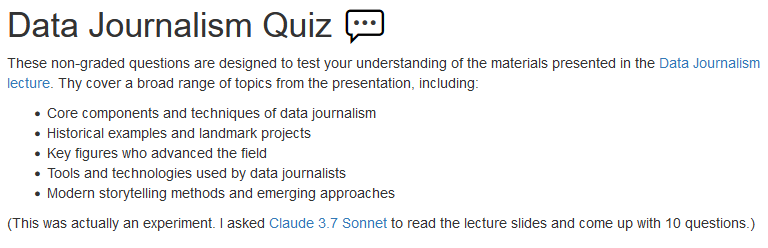 Data Journalism Quiz
These non-graded questions are designed to test your understanding of the materials presented in the Data Journalism
lecture. Thy cover a broad range of topics from the presentation, including:
• Core components and techniques of data journalism
• Historical examples and landmark projects
• Key figures who advanced the field
• Tools and technologies used by data journalists
• Modern storytelling methods and emerging approaches
(This was actually an experiment. I asked Claude 3.7 Sonnet to read the lecture slides and come up with 10 questions.)